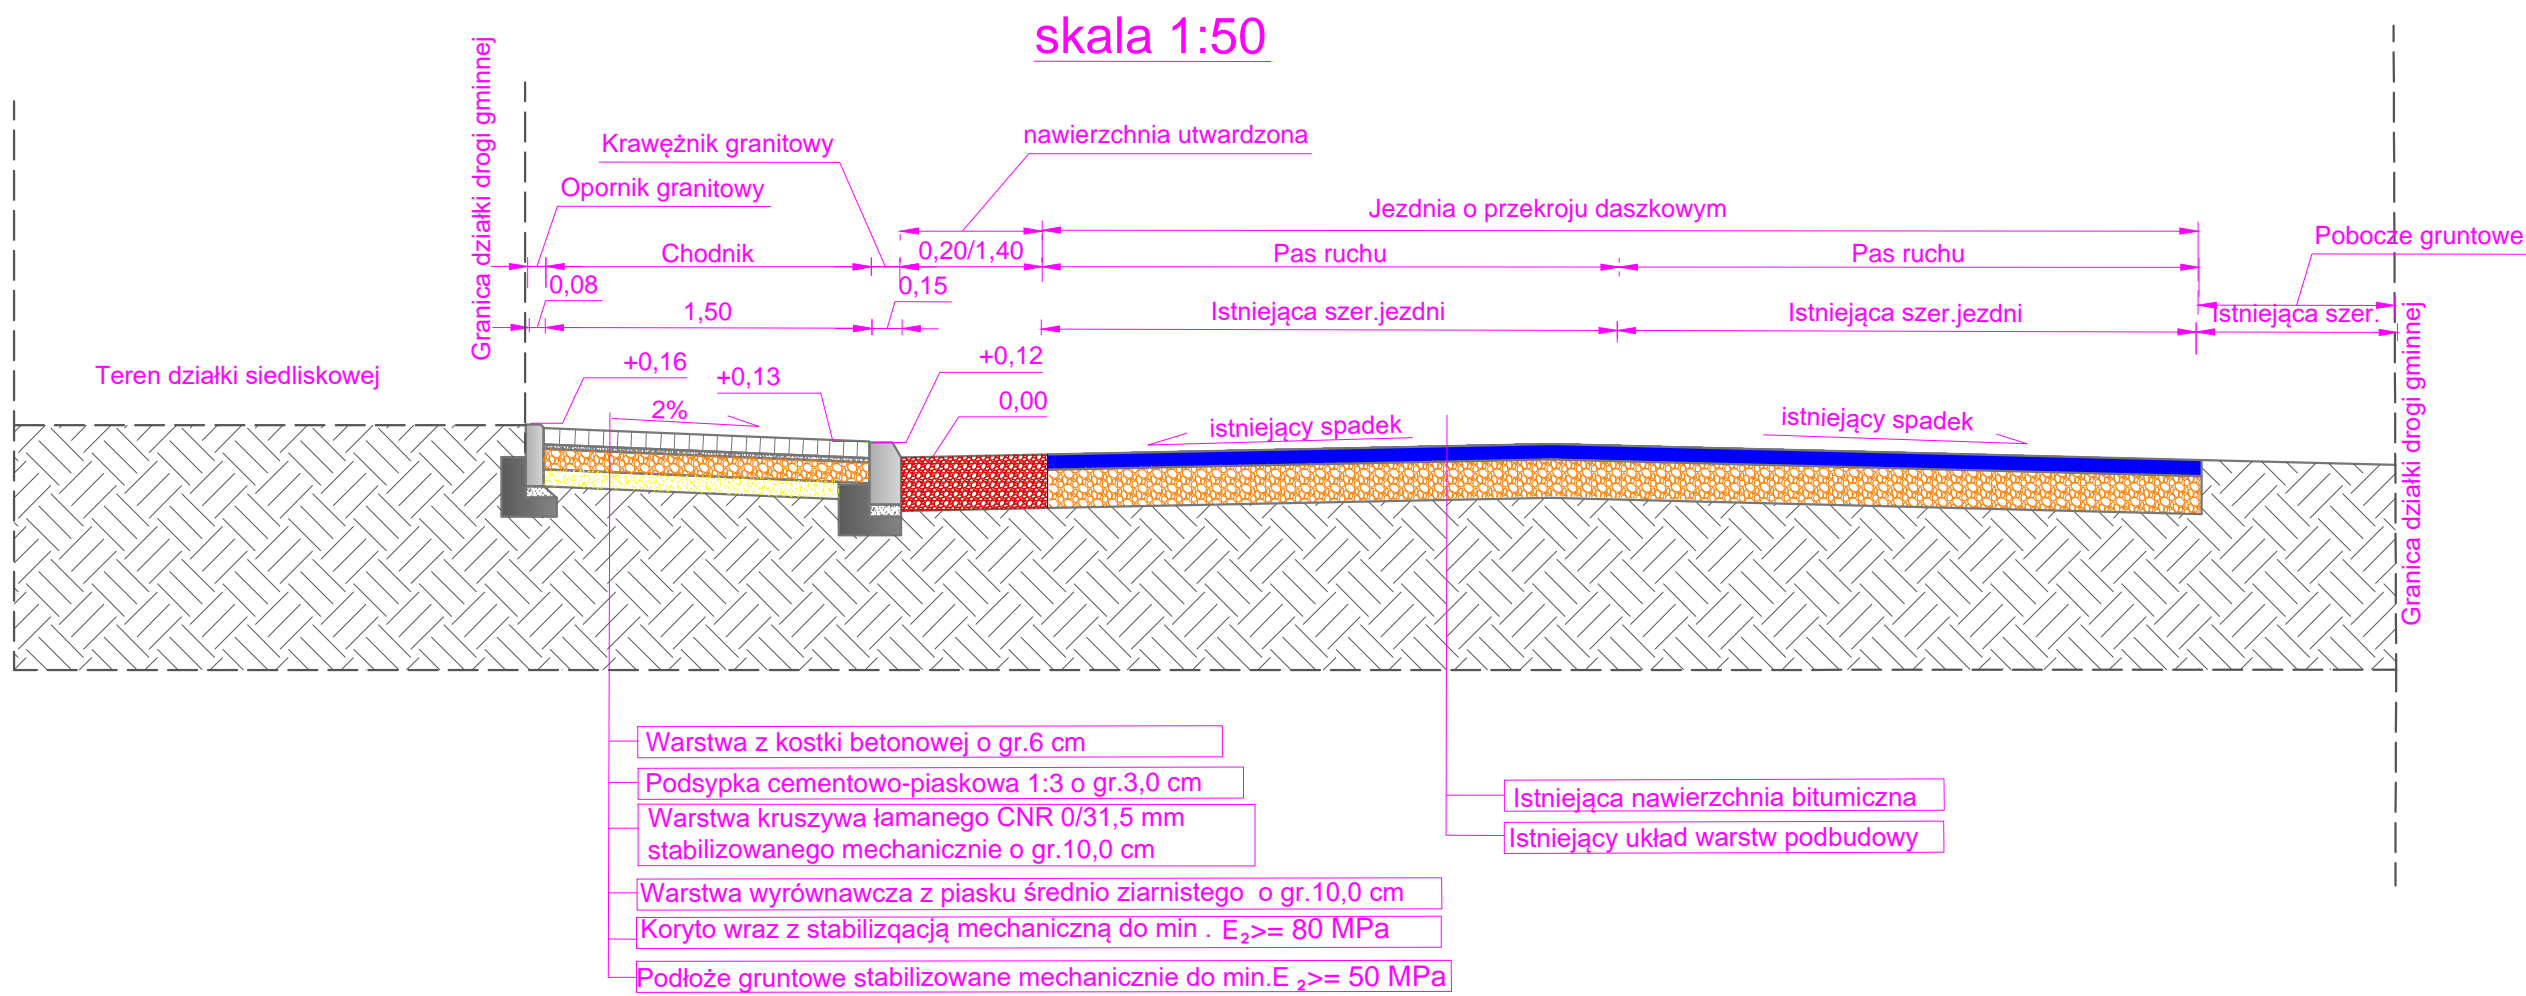 skala 1:50
Granica działki drogi gminnej
Krawężnik granitowy
nawierzchnia utwardzona
Opornik granitowy
Jezdnia o przekroju daszkowym
Pobocze gruntowe
Chodnik
0,20/1,40
Pas ruchu
Pas ruchu
0,08
0,15
1,50
Istniejąca szer.jezdni
Istniejąca szer.jezdni
Istniejąca szer.
Granica działki drogi gminnej
Teren działki siedliskowej
+0,16
+0,13
+0,12
0,00
2%
istniejący spadek
istniejący spadek
Warstwa z kostki betonowej o gr.6 cm
Podsypka cementowo-piaskowa 1:3 o gr.3,0 cm
Warstwa kruszywa łamanego CNR 0/31,5 mm
stabilizowanego mechanicznie o gr.10,0 cm
Warstwa wyrównawcza z piasku średnio ziarnistego o gr.10,0 cm
Koryto wraz z stabilizqacją mechaniczną do min . E₂>= 80 MPa
Podłoże gruntowe stabilizowane mechanicznie do min.E ₂>= 50 MPa
Istniejąca nawierzchnia bitumiczna
Istniejący układ warstw podbudowy